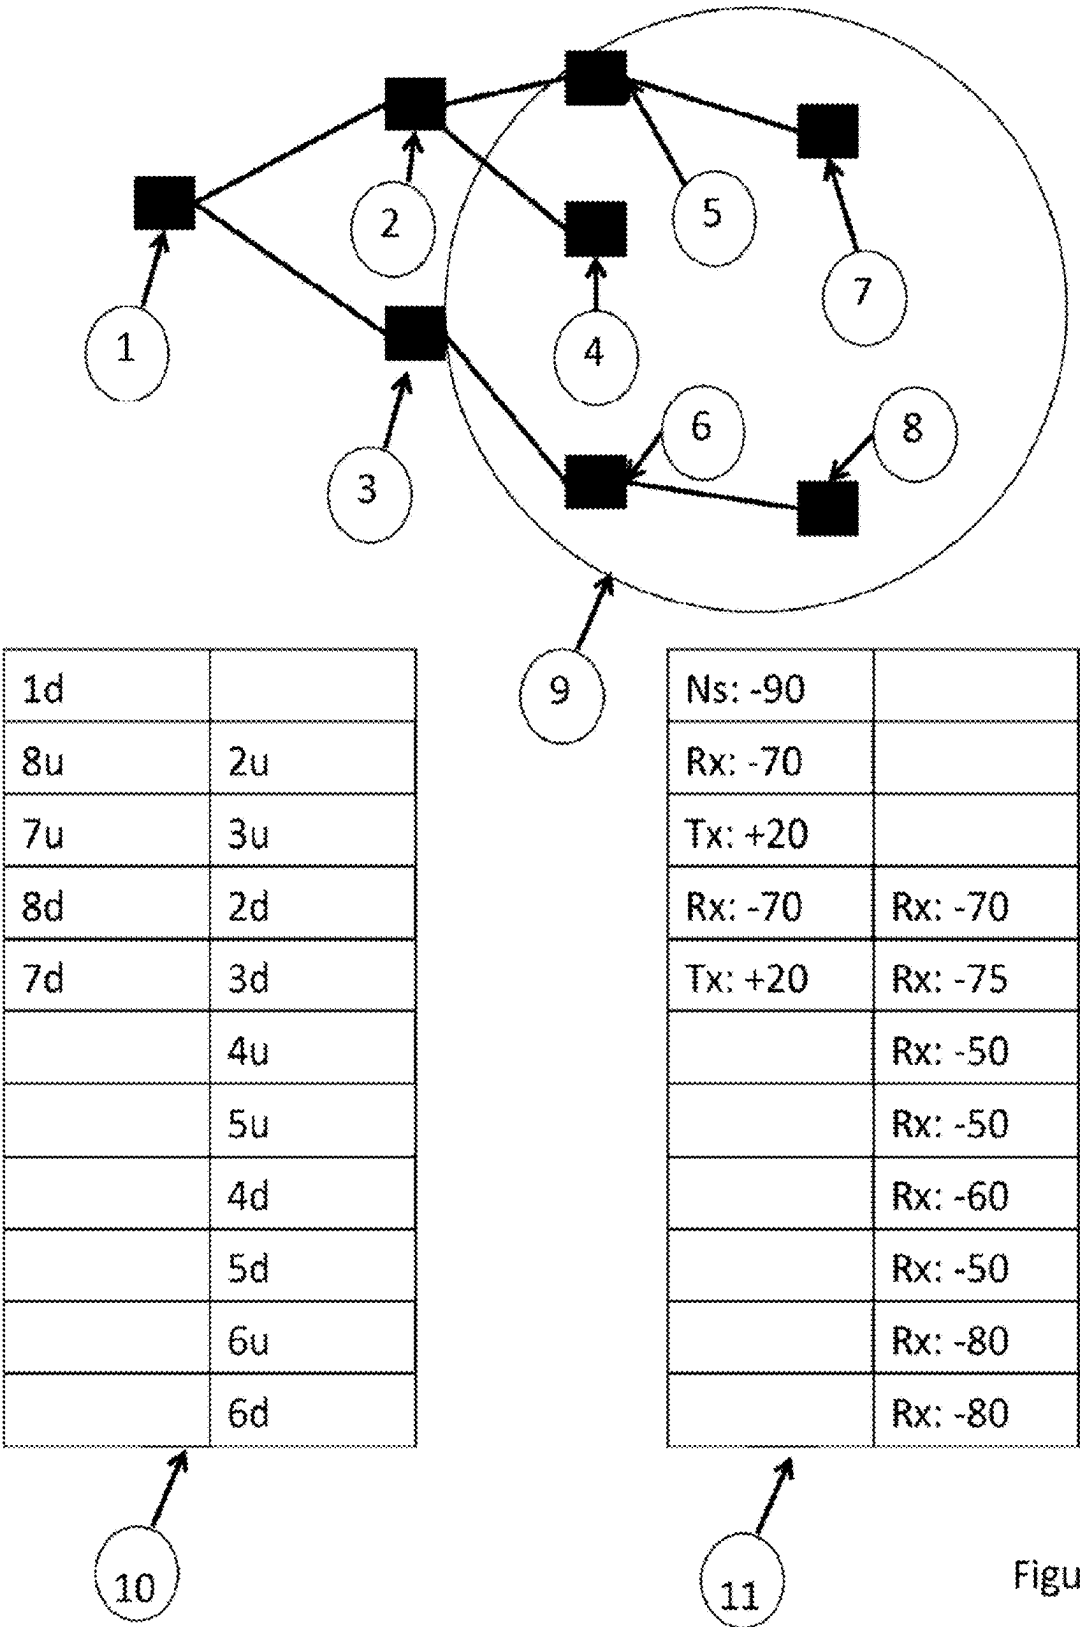 5
2
7
1
4
6
8
3
9
1d
8u 2u
7u 3u
8d 2d
7d 3d
4u
5u
4d
5d
6u
6d
Ns: -90
Rx: -70
Tx: +20
Rx: -70 Rx: -70
Tx: +20 Rx: -75
Rx: -50
Rx: -50
Rx: -60
Rx: -50
Rx: -80
Rx: -80
10
11
Figu